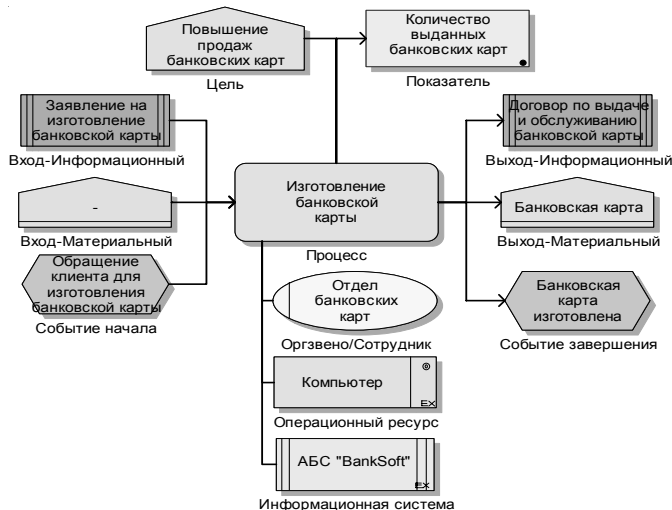 Повышение
продаж
банковских карт
Цель
Количество
выданных
банковских карт
Показатель
Заявление на
изготовление
банковской карты
Вход-Информационный
Договор по выдаче
и обслуживанию
банковской карты
Выход-Информационный
Изготовление
банковской
карты
Процесс
-
Вход-Материальный
Банковская карта
Выход-Материальный
Обращение
клиента для
изготовления
банковской карты
Событие начала
Отдел
банковских
карт
Оргзвено/Сотрудник
Банковская
карта
изготовлена
Событие завершения
Компьютер
EX
Операционный ресурс
АБС "BankSoft"
EX
Информационная система